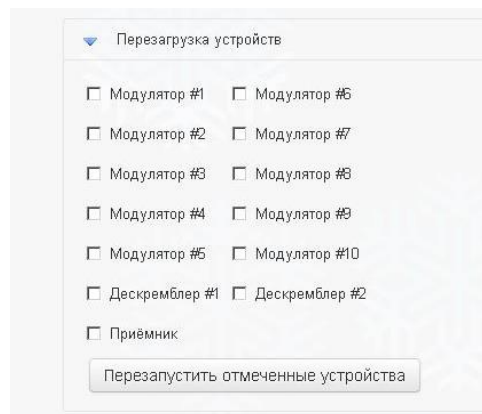 Перезагрузка устройств
Модулятор #1 Модулятор #6
Модулятор #2 Модулятор #7
Модулятор #3 Модулятор #8
Модулятор #4 Модулятор #9
Модулятор #5 Модулятор #10
Дескремблер #1 Дескремблер #2
Приёмник
Перезапустить отмеченные устройства